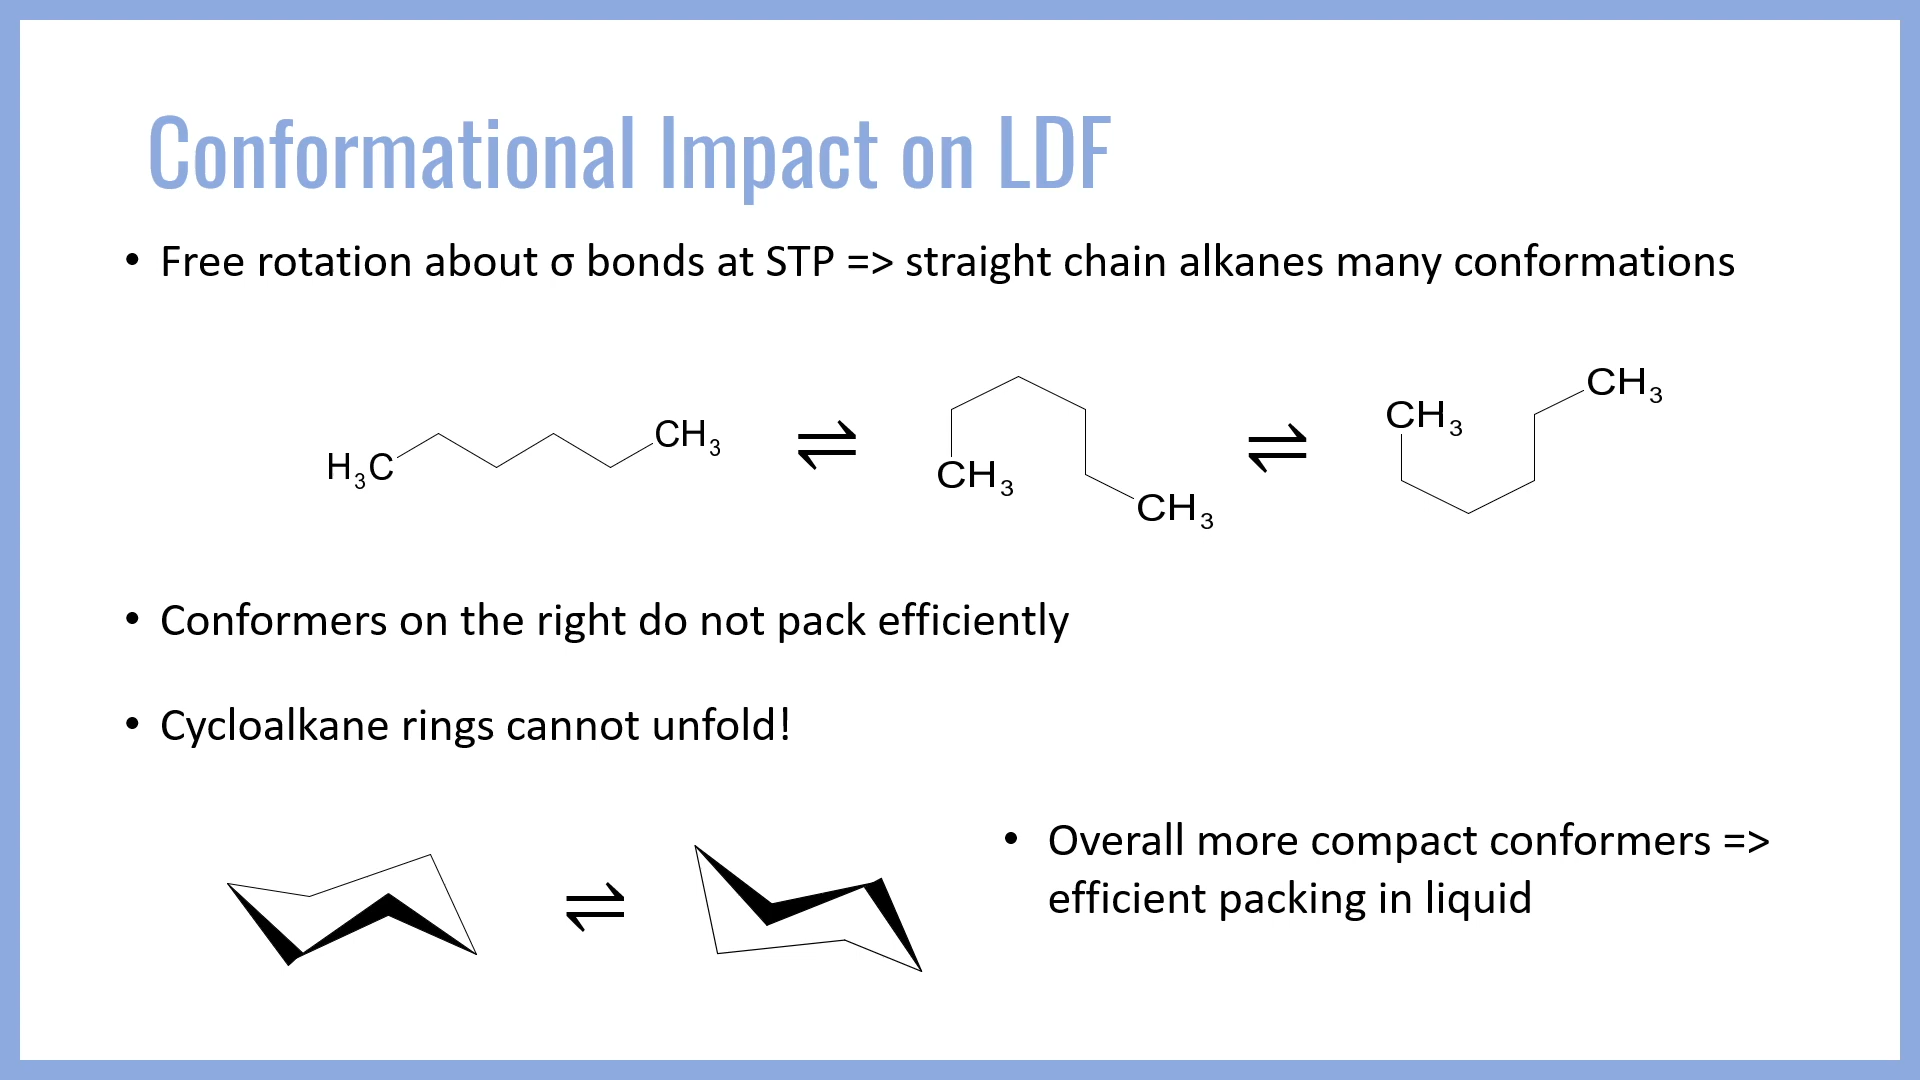 Conformational Impact on LDF
• Free rotation about σ bonds at STP => straight chain alkanes many conformations
H₃C CH₃ ⇌ CH₃ CH₃ ⇌ CH₃ CH₃
• Conformers on the right do not pack efficiently
• Cycloalkane rings cannot unfold!
⇌
• Overall more compact conformers =>
efficient packing in liquid